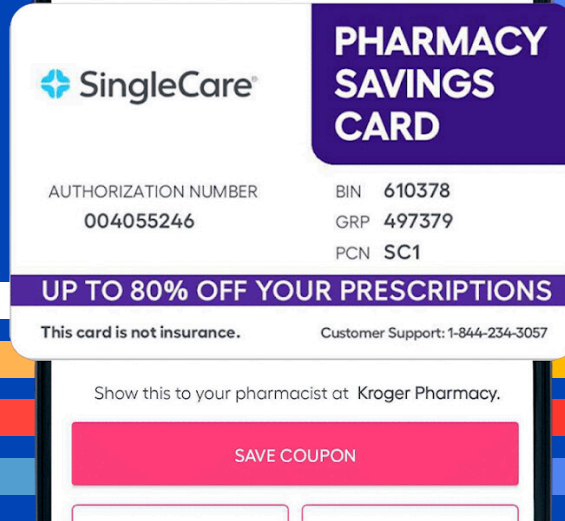 SingleCare®
PHARMACY
SAVINGS
CARD
AUTHORIZATION NUMBER
004055246
BIN 610378
GRP 497379
PCN SC1
UP TO 80% OFF YOUR PRESCRIPTIONS
This card is not insurance.
Customer Support: 1-844-234-3057
Show this to your pharmacist at Kroger Pharmacy.
SAVE COUPON